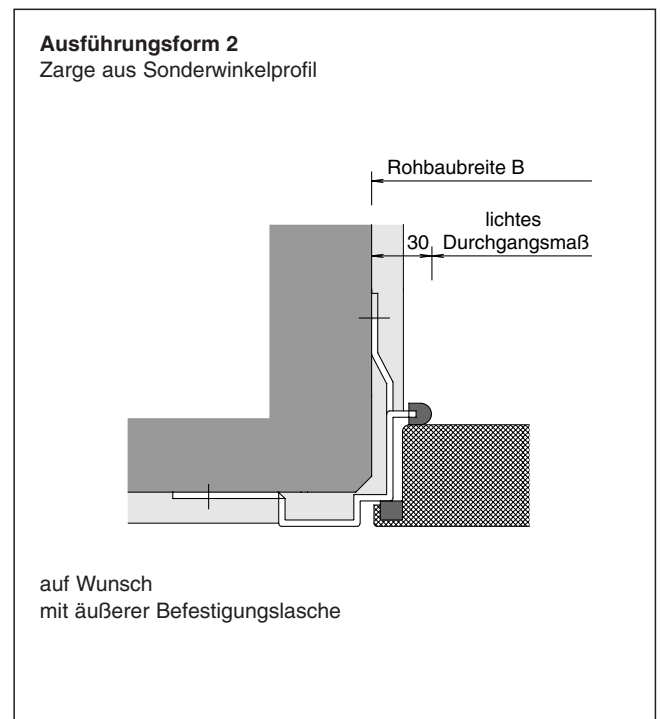 Ausführungsform 2
Zarge aus Sonderwinkelprofil
Rohbaubreite B
lichtes
30 Durchgangsmaß
auf Wunsch
mit äußerer Befestigungslasche